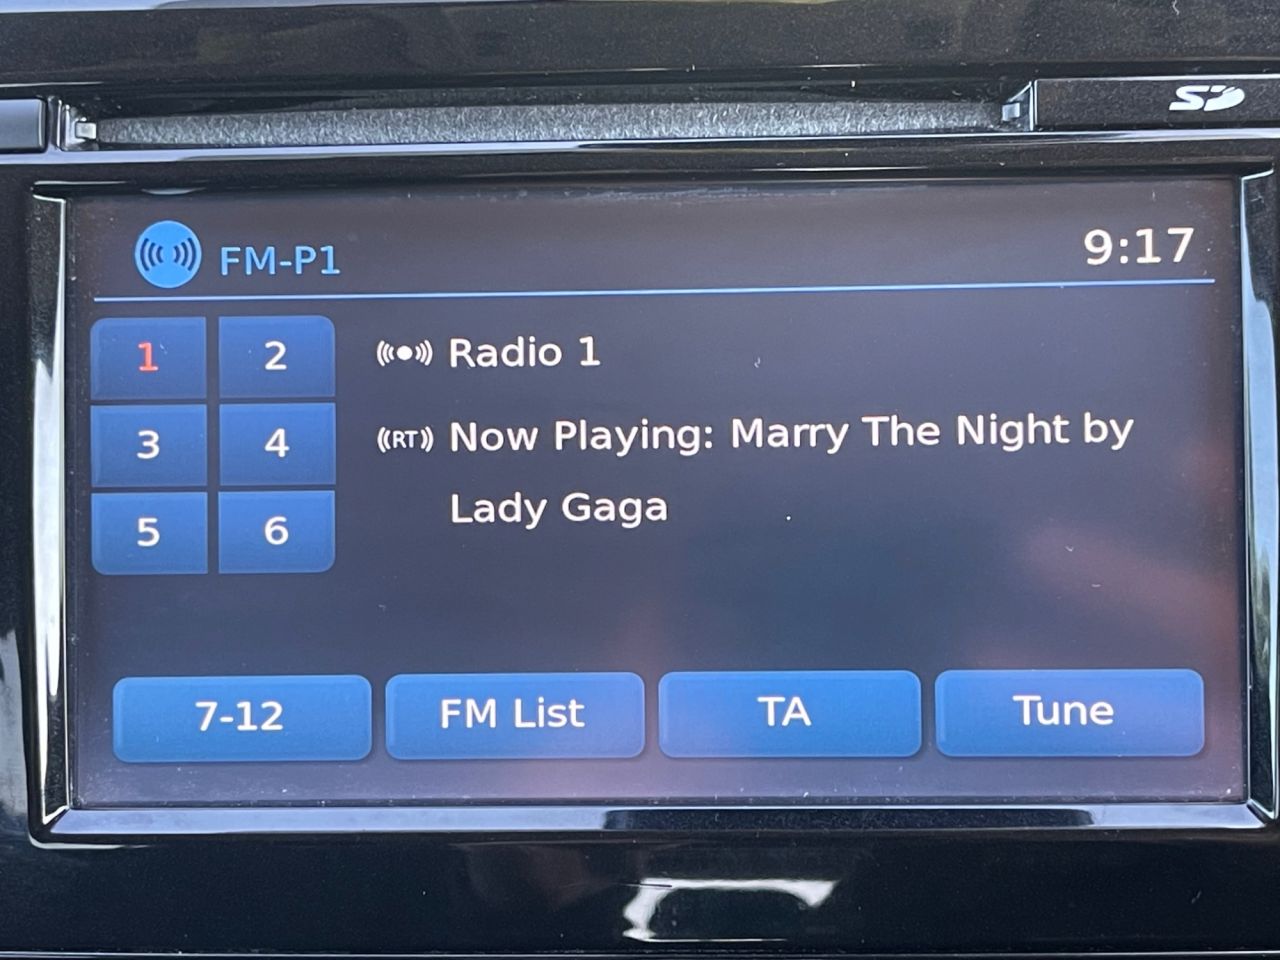 SD
FM-P1
9:17
1 2
3 4
5 6
Radio 1
RT Now Playing: Marry The Night by
Lady Gaga
7-12 FM List TA Tune